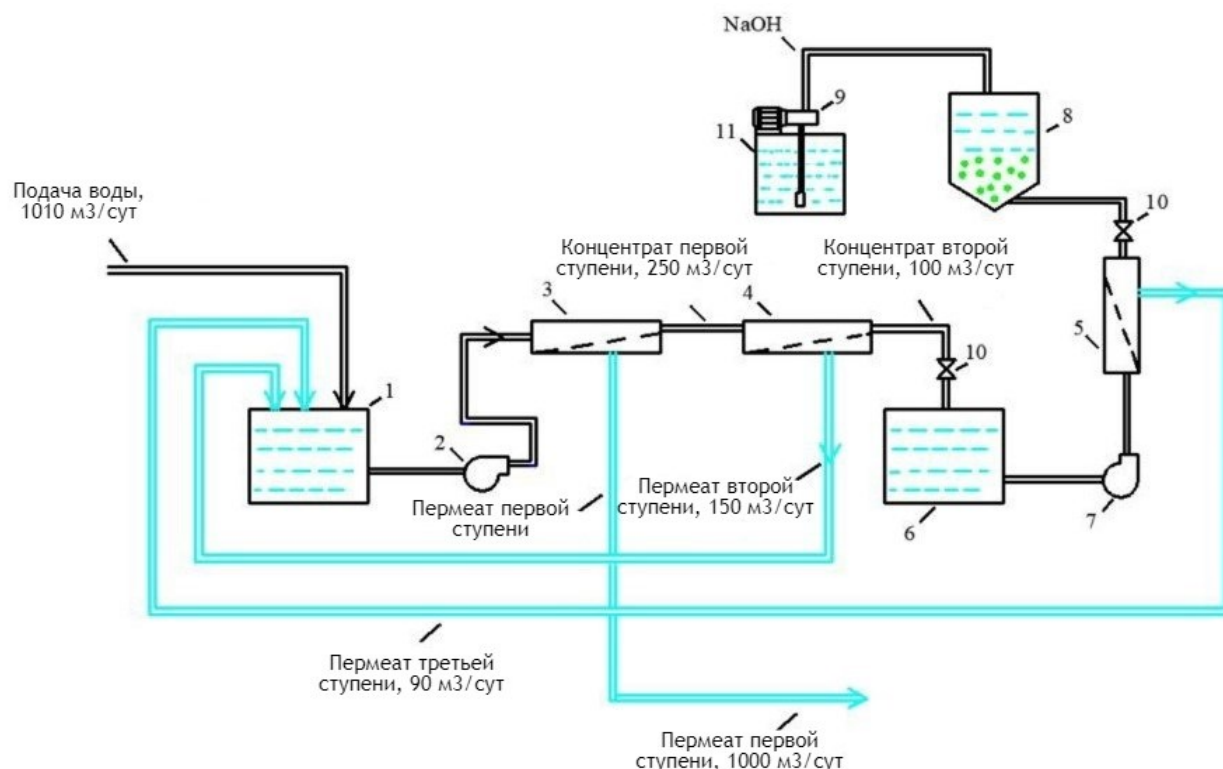 NaOH
9
8
11
Подача воды,
1010 м3/сут
10
Концентрат первой
ступени, 250 м3/сут
Концентрат второй
ступени, 100 м3/сут
3
4
5
10
1
2
Пермеат первой
ступени
Пермеат второй
ступени, 150 м3/сут
6
7
Пермеат третьей
ступени, 90 м3/сут
Пермеат первой
ступени, 1000 м3/сут